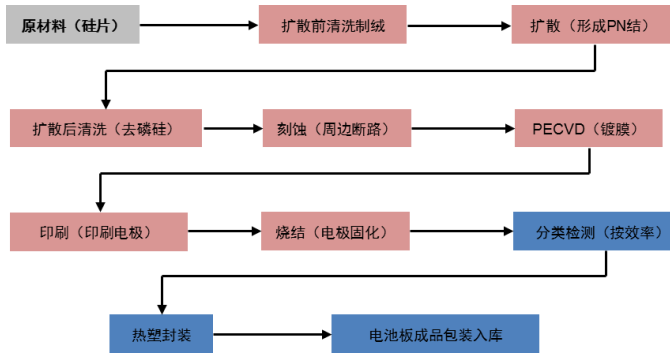 原材料（硅片）
扩散前清洗制绒
扩散（形成PN结）
扩散后清洗（去磷硅）
刻蚀（周边断路）
PECVD（镀膜）
印刷（印刷电极）
烧结（电极固化）
分类检测（按效率）
热塑封装
电池板成品包装入库